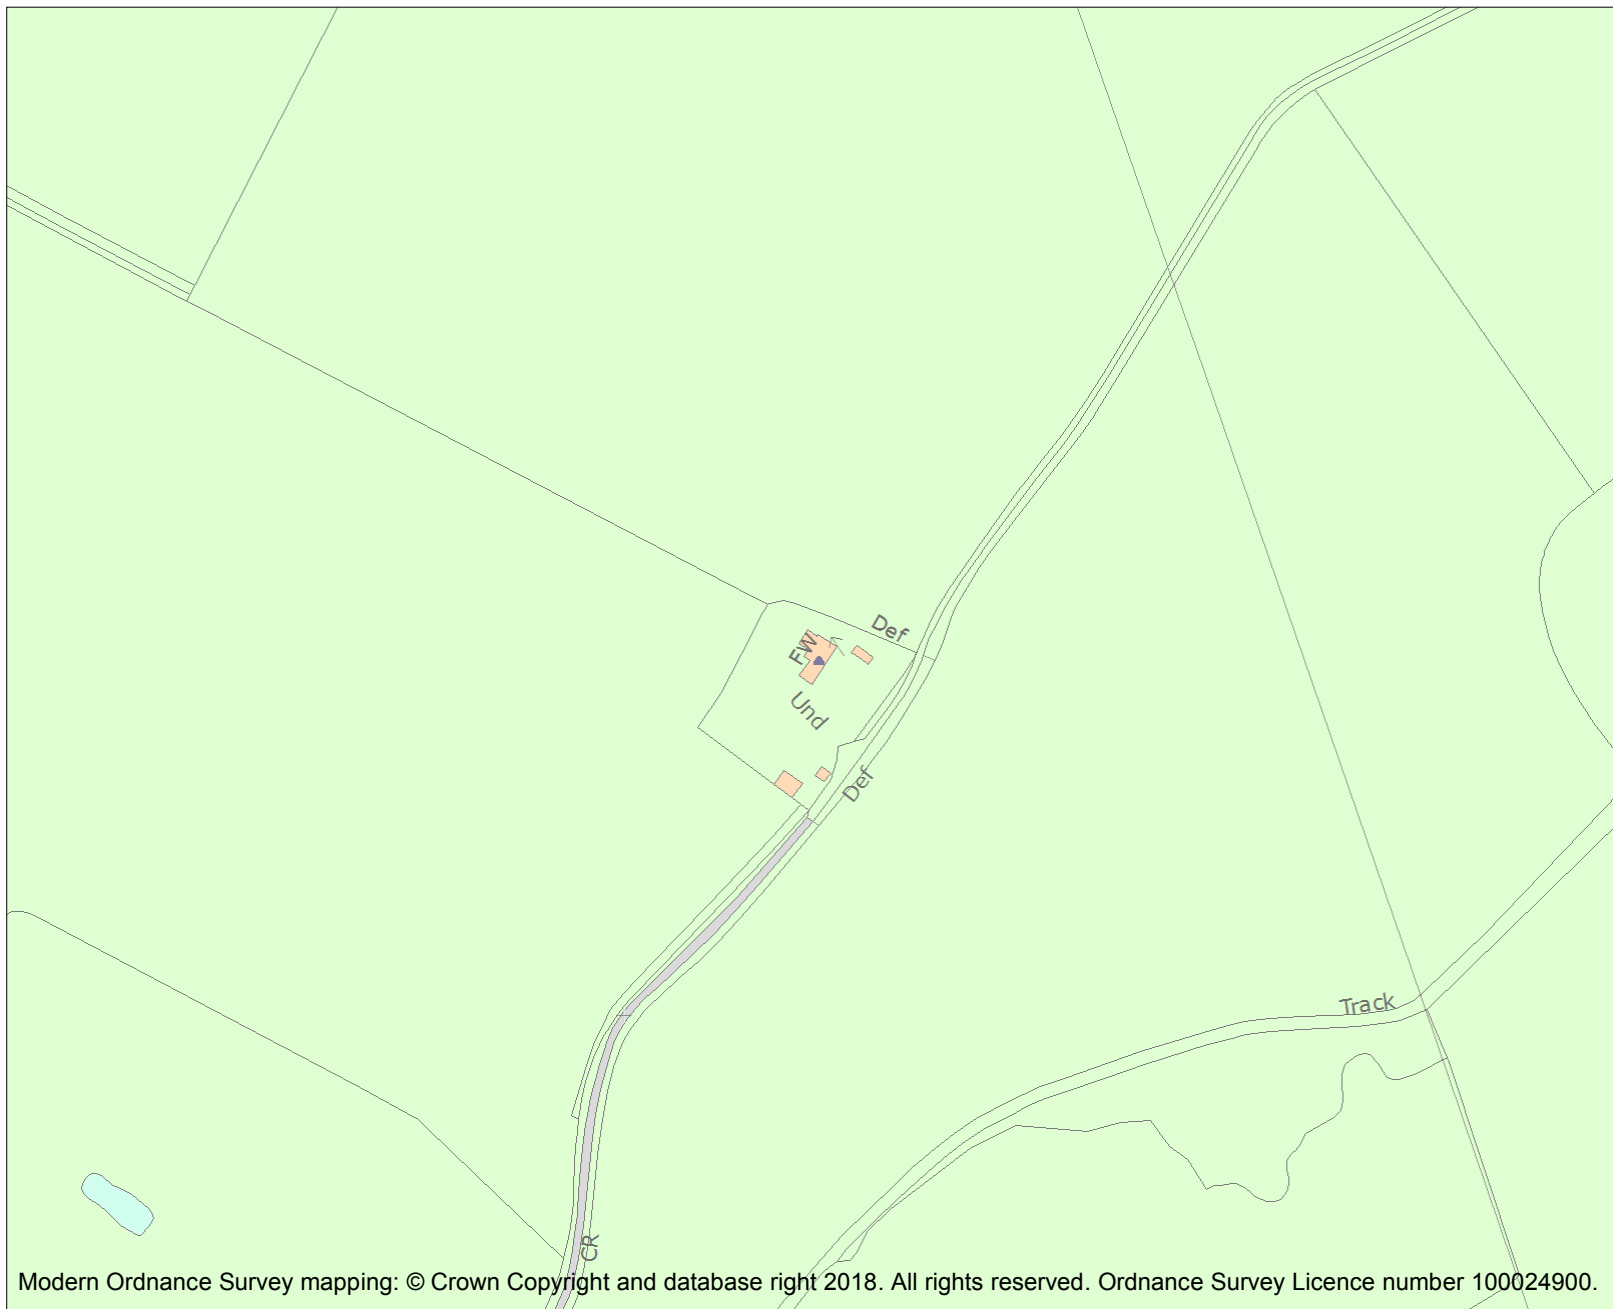 Def
FW
Und
Def
Track
CR
Modern Ordnance Survey mapping: © Crown Copyright and database right 2018. All rights reserved. Ordnance Survey Licence number 100024900.